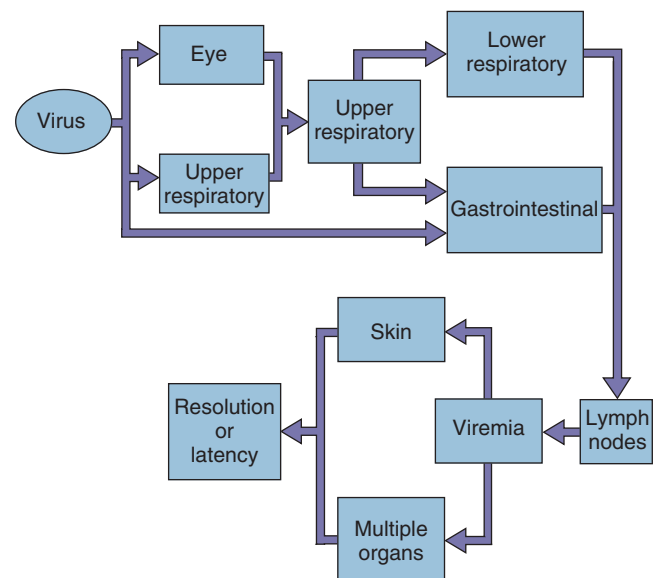 Eye
Lower
respiratory
Virus
Upper
respiratory
Upper
respiratory
Gastrointestinal
Skin
Resolution
or
latency
Viremia
Lymph
nodes
Multiple
organs